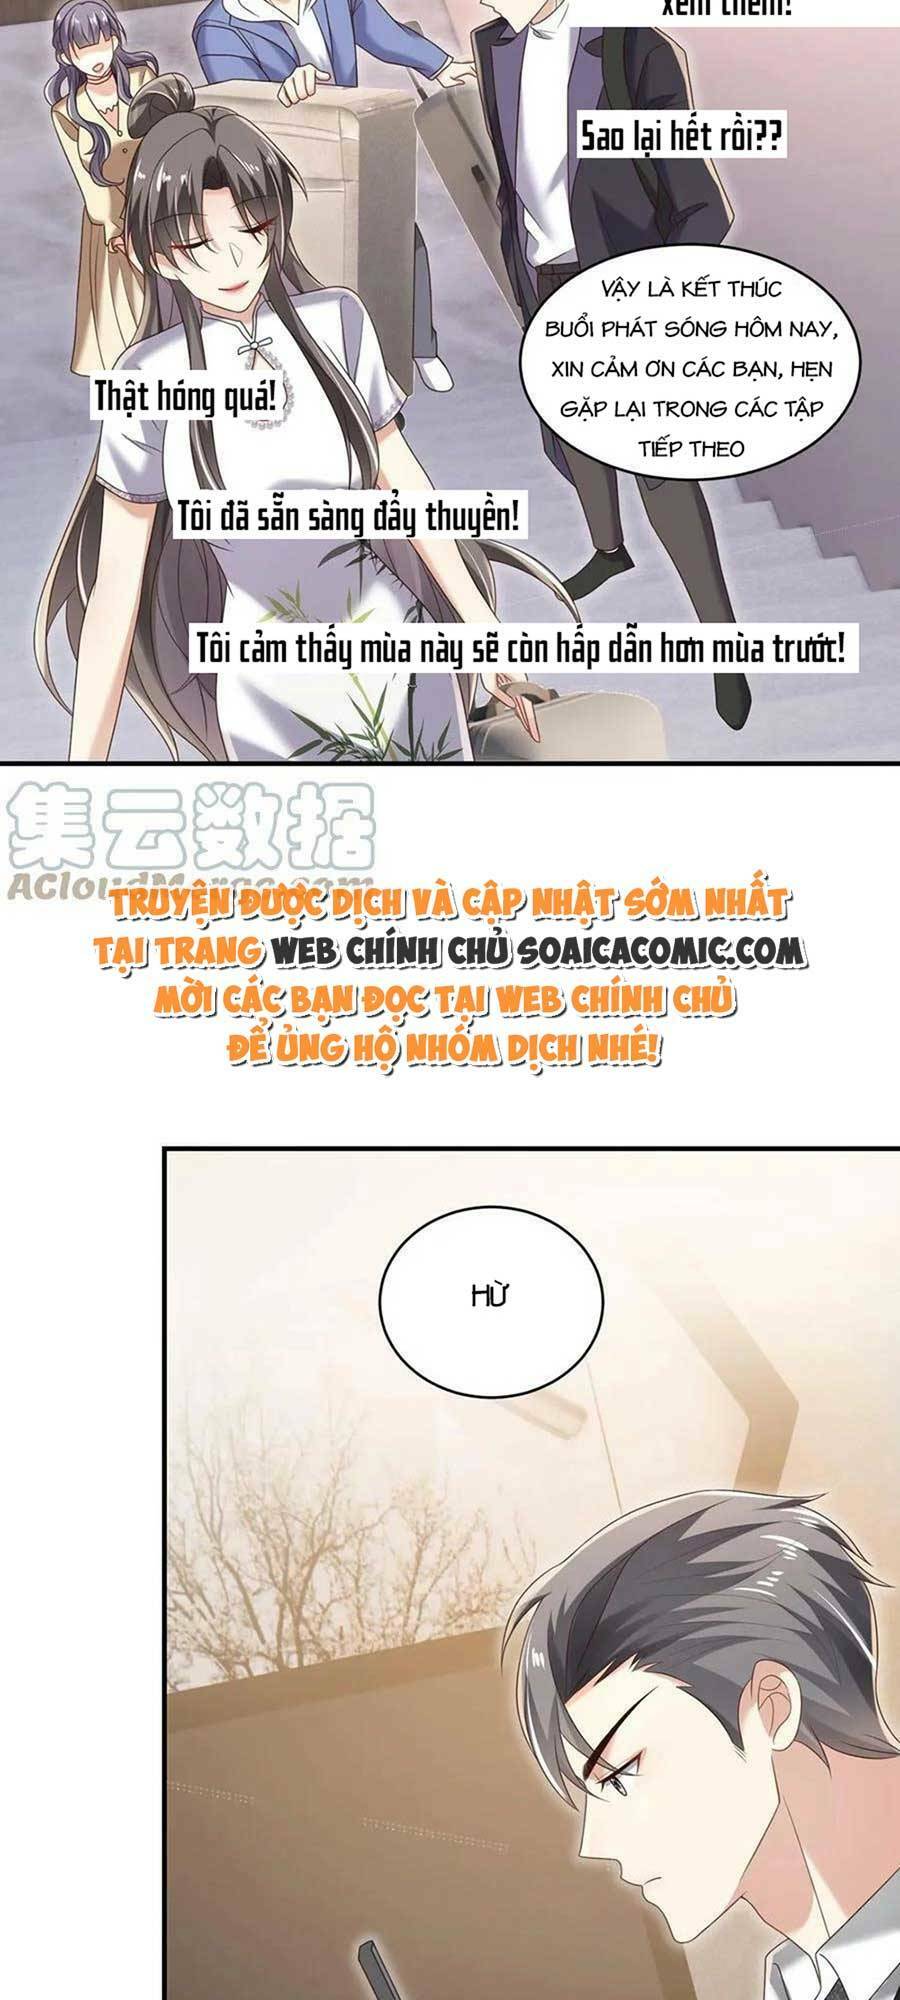 xem thêm!
Sao lại hết rồi??
VẬY LÀ KẾT THÚC
BUỔI PHÁT SÓNG HÔM NAY,
XIN CẢM ƠN CÁC BẠN, HẸN
GẶP LẠI TRONG CÁC TẬP
TIẾP THEO
Thật hóng quá!
Tôi đã sẵn sàng đẩy thuyền!
Tôi cảm thấy mùa này sẽ còn hấp dẫn hơn mùa trước!
集云数据
ACloudMerge.com
TRUYỆN ĐƯỢC DỊCH VÀ CẬP NHẬT SỚM NHẤT
TẠI TRANG WEB CHÍNH CHỦ SOAICACOMIC.COM
MỜI CÁC BẠN ĐỌC TẠI WEB CHÍNH CHỦ
ĐỂ ỦNG HỘ NHÓM DỊCH NHÉ!
HỪ